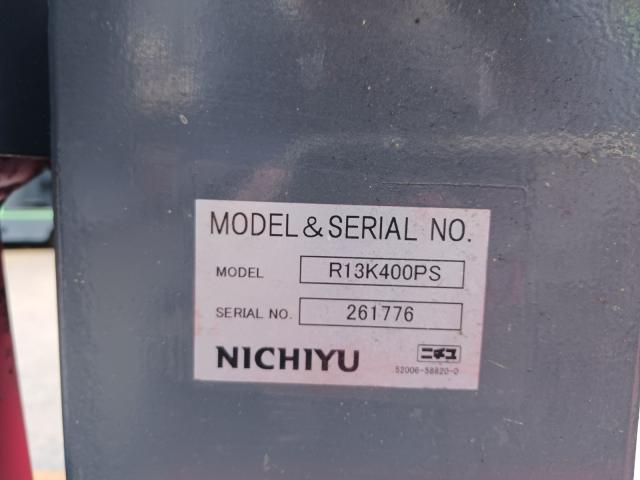 MODEL & SERIAL NO.
MODEL R13K400PS
SERIAL NO. 261776
NICHIYU ニチユ
52006-58820-0